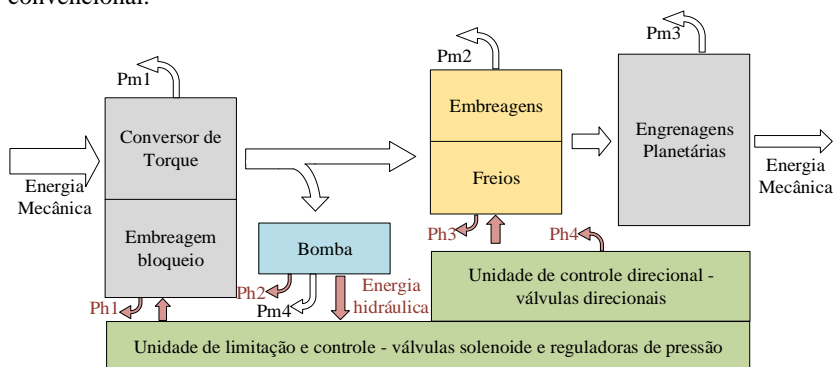 convencional.
Pm1
Pm2
Pm3
Conversor de
Torque
Embreagens
Engrenagens
Planetárias
Energia
Mecânica
Energia
Mecânica
Freios
Embreagem
bloqueio
Bomba
Ph3
Ph4
Ph1
Ph2
Pm4
Energia
hidráulica
Unidade de controle direcional -
válvulas direcionais
Unidade de limitação e controle - válvulas solenoide e reguladoras de pressão